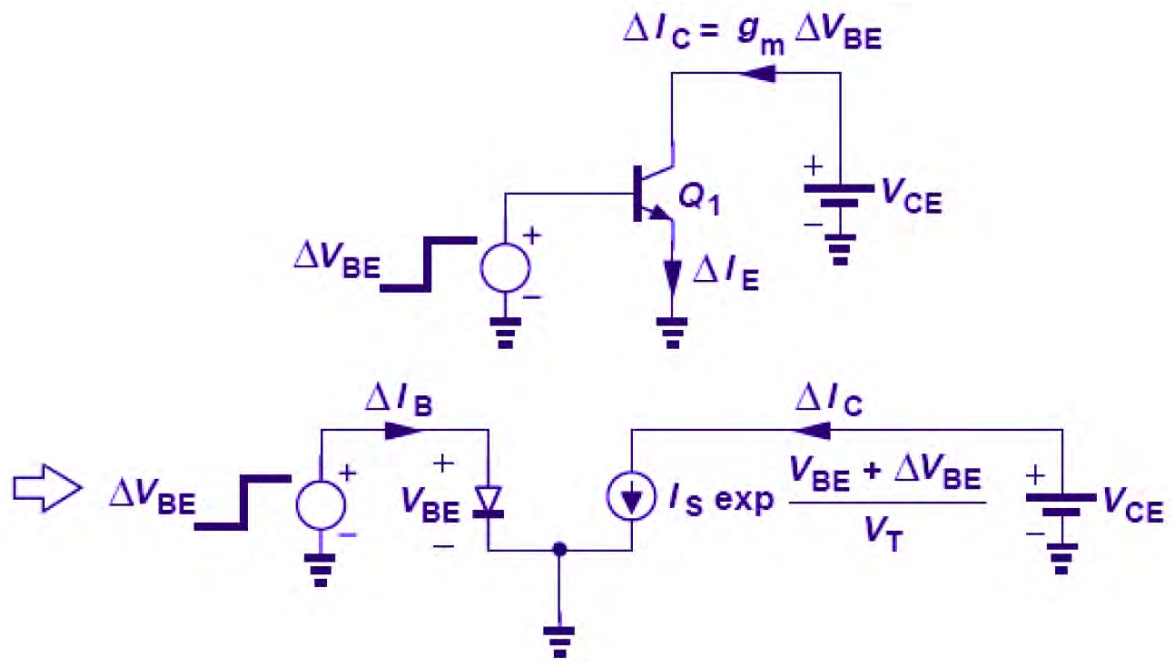 ΔI_C = g_m ΔV_BE
+
Q_1
V_CE
−
ΔV_BE
+
−
ΔI_E
ΔI_B
ΔI_C
ΔV_BE
+
−
+
V_BE
−
I_S exp (V_BE + ΔV_BE) / V_T
+
V_CE
−